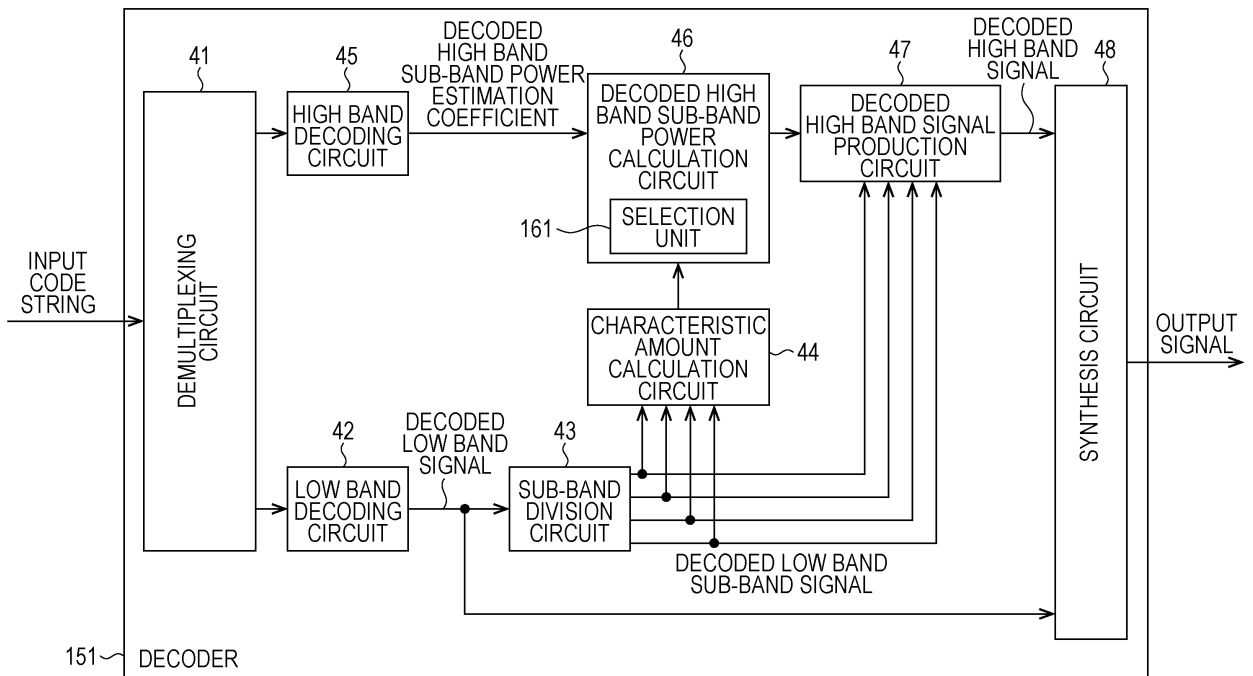 DECODED
HIGH BAND
SUB-BAND POWER
ESTIMATION
COEFFICIENT
DECODED
HIGH BAND
SIGNAL
41
45
46
47
48
HIGH BAND
DECODING
CIRCUIT
DECODED HIGH
BAND SUB-BAND
POWER
CALCULATION
CIRCUIT
161
SELECTION
UNIT
DECODED
HIGH BAND SIGNAL
PRODUCTION
CIRCUIT
INPUT
CODE
STRING
DEMULTIPLEXING
CIRCUIT
CHARACTERISTIC
AMOUNT
CALCULATION
CIRCUIT
44
SYNTHESIS CIRCUIT
OUTPUT
SIGNAL
42
DECODED
LOW BAND
SIGNAL
43
LOW BAND
DECODING
CIRCUIT
SUB-BAND
DIVISION
CIRCUIT
DECODED LOW BAND
SUB-BAND SIGNAL
151
DECODER